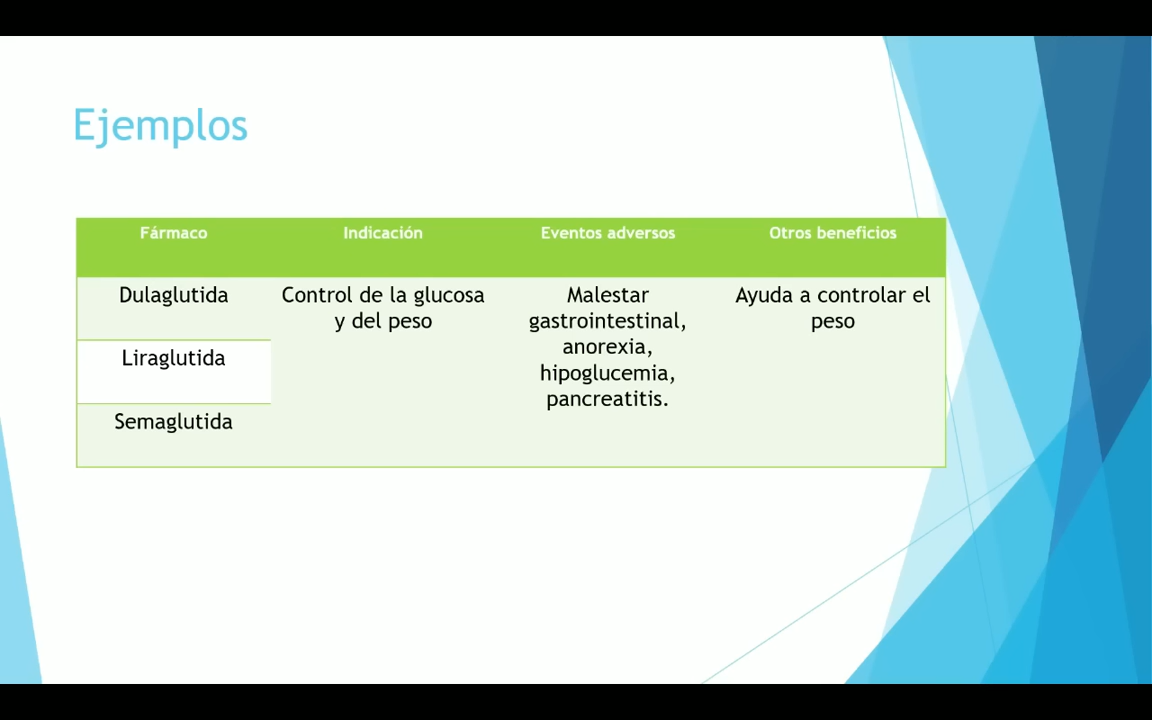 Ejemplos
Fármaco Indicación Eventos adversos Otros beneficios
Dulaglutida Control de la glucosa Malestar Ayuda a controlar el
y del peso gastrointestinal, peso
anorexia,
Liraglutida
hipoglucemia,
pancreatitis.
Semaglutida